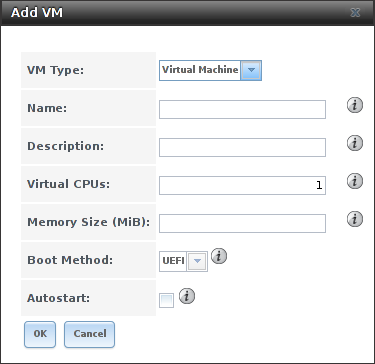 Add VM
VM Type: Virtual Machine
Name:
Description:
Virtual CPUs: 1
Memory Size (MiB):
Boot Method: UEFI
Autostart:
OK Cancel